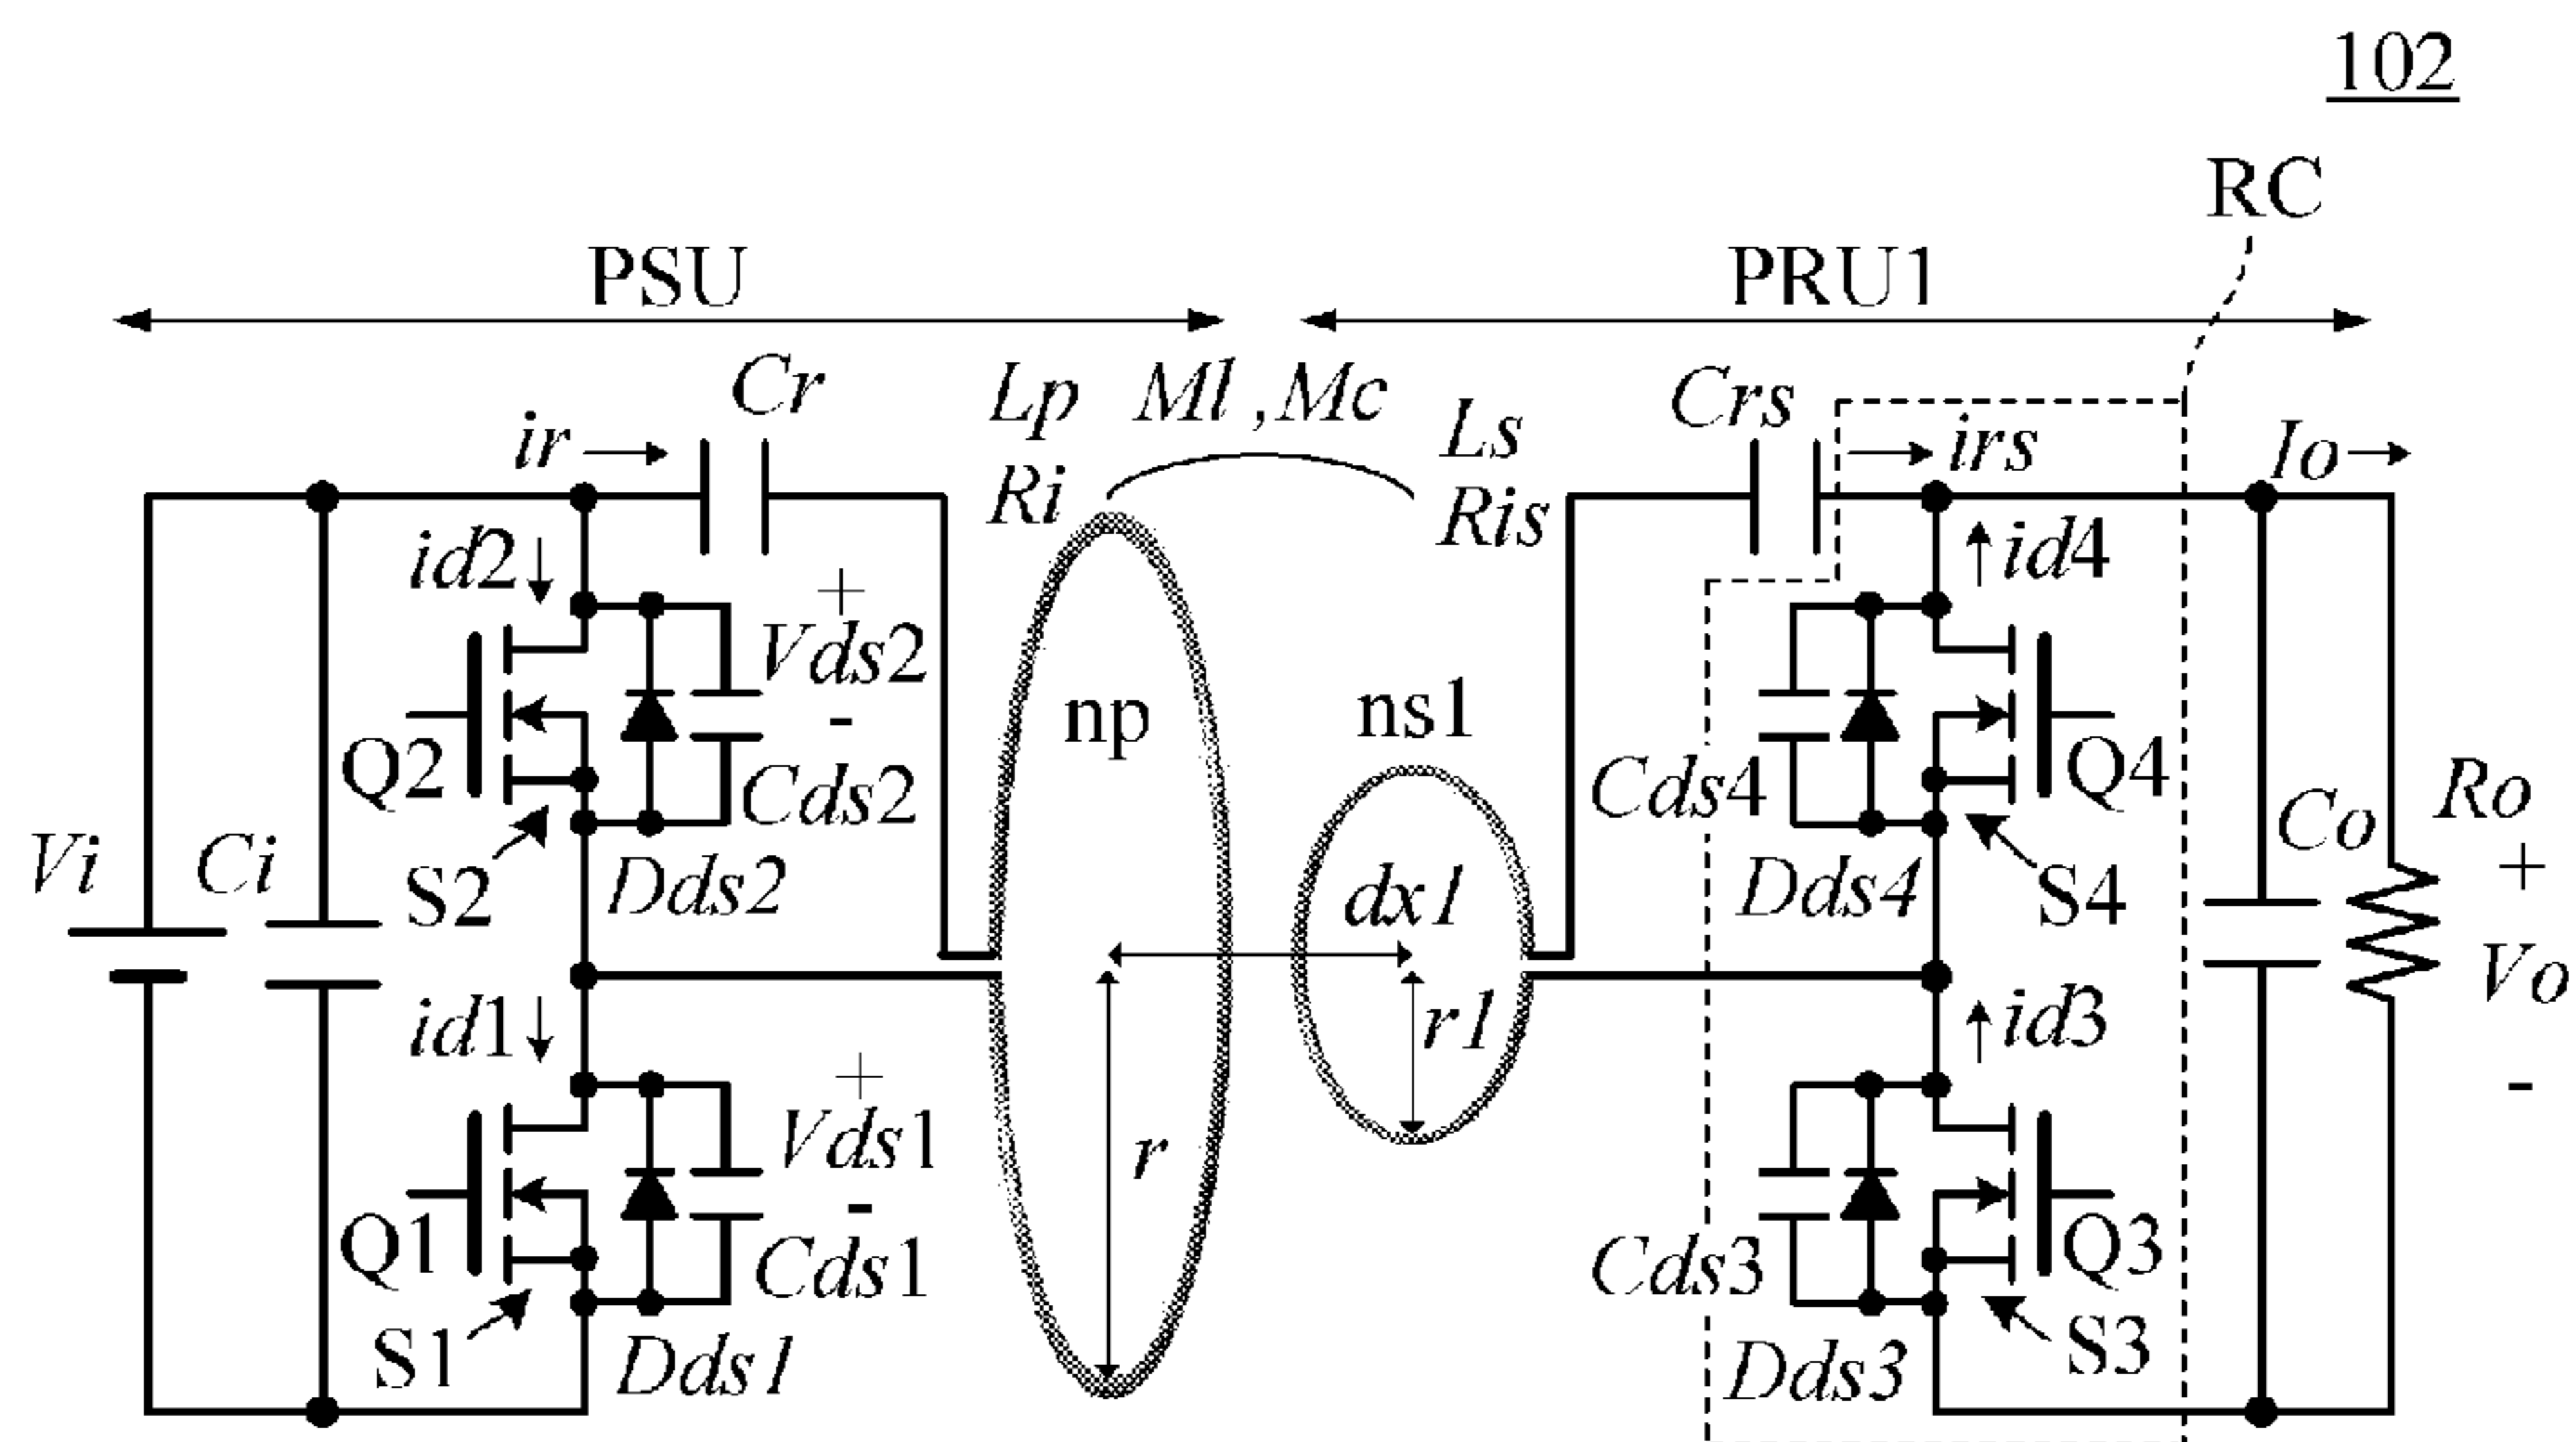 102
RC
PSU
PRU1
Cr
Lp
Ml ,Mc
Crs
ir
Ri
Ls
Ris
irs
Io
id2
+
Vds2
-
id4
np
ns1
Q2
Cds2
Cds4
Q4
Vi
Ci
S2
Dds2
dx1
Dds4
S4
Co
Ro
+
Vo
-
id1
r1
id3
+
Vds1
-
r
Q1
Cds1
Cds3
Q3
S1
Dds1
Dds3
S3